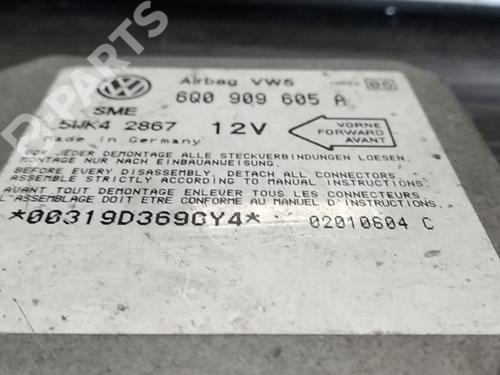 B-PARTS
Airbag VW5
05
6Q0 909 605 A
SME
5WK4 2867
12V
VORNE
FORWARD
AVANT
Made in Germany
VOR JEDER DEMONTAGE ALLE STECKVERBINDUNGEN LOESEN.
MONTAGE NUR NACH EINBAUANWEISUNG.
BEFORE EVERY DISASSEMBLY, DETACH ALL CONNECTORS
ASSEMBLE STRICTLY ACCORDING TO MANUAL INSTRUCTIONS
AVANT TOUT DEMONTAGE ENLEVER TOUS LES CONNECTEURS
L'ASSEMBLAGE DOIT ETRE CONFORME AU MANUEL D'INSTRUCTIONS
*00319D369CY4*
02010604 C